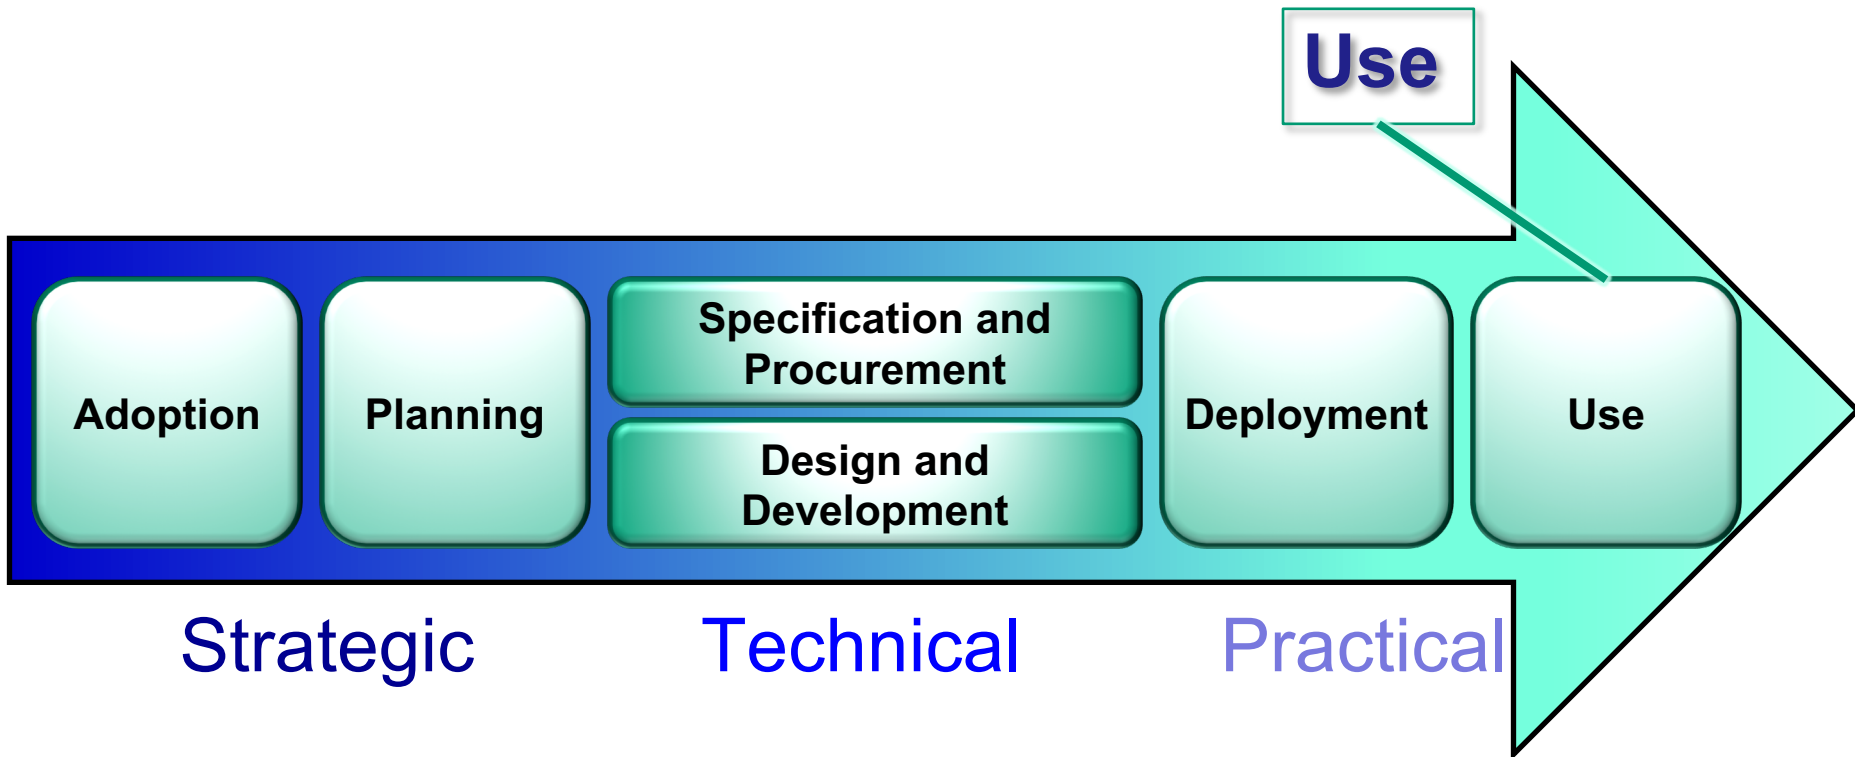 Use
Adoption
Planning
Specification and
Procurement
Design and
Development
Deployment
Use
Strategic
Technical
Practical